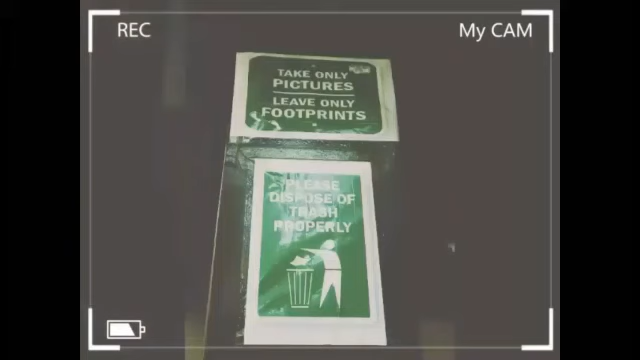 REC
My CAM
TAKE ONLY
PICTURES
LEAVE ONLY
FOOTPRINTS
PLEASE
DISPOSE OF
TRASH
PROPERLY